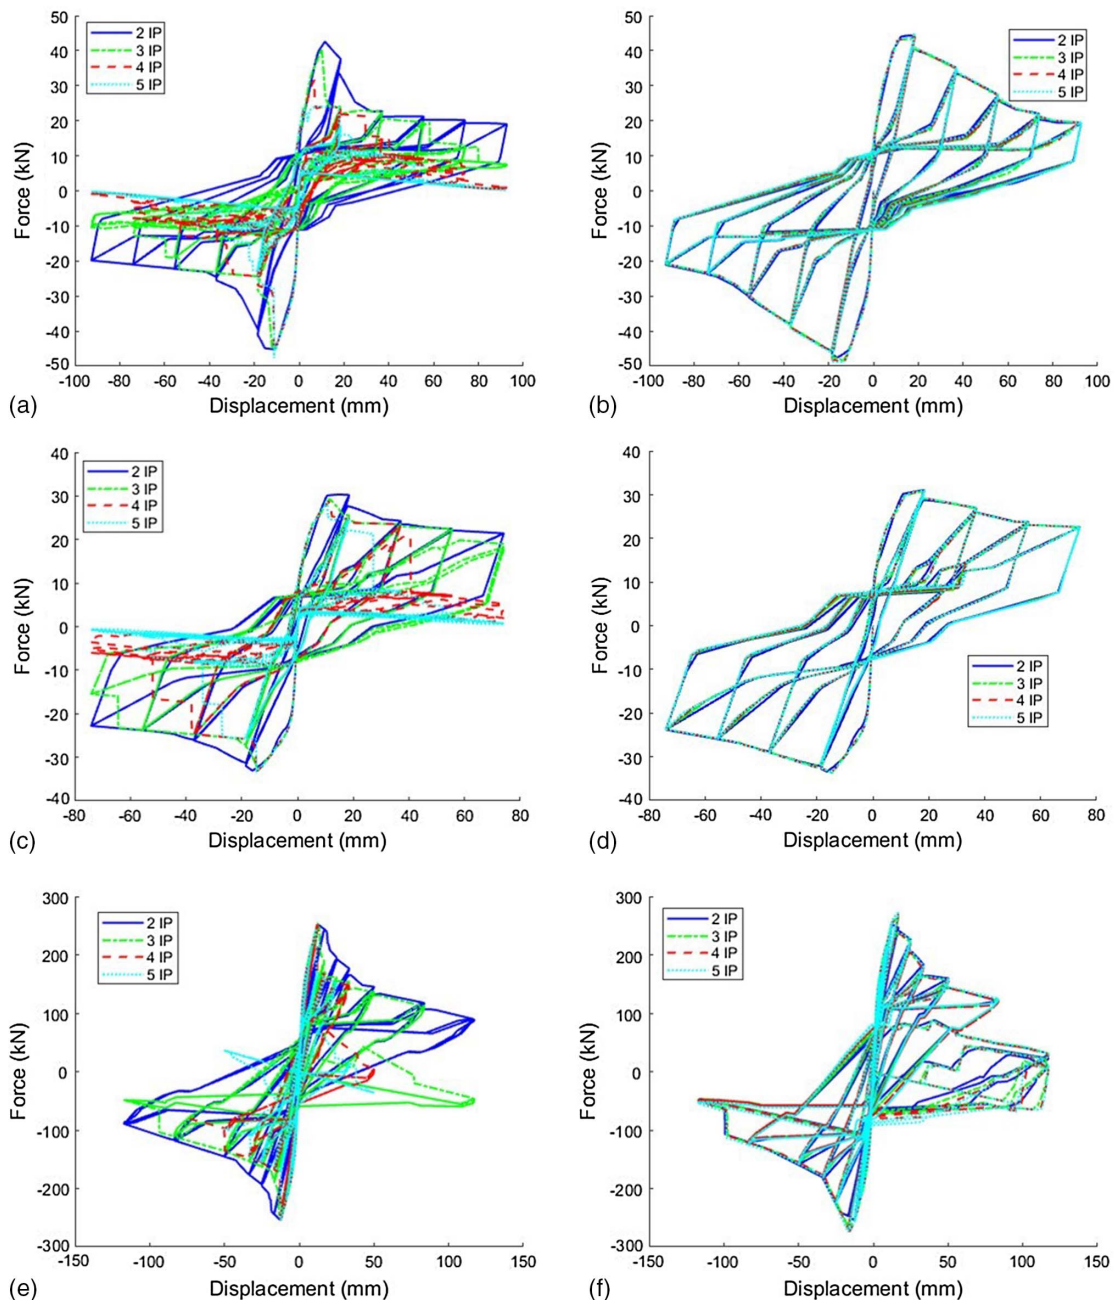 50
40
30
20
10
0
-10
-20
-30
-40
-50
Force (kN)
2 IP
3 IP
4 IP
5 IP
-100 -80 -60 -40 -20 0 20 40 60 80 100
(a) Displacement (mm)
50
40
30
20
10
0
-10
-20
-30
-40
-50
Force (kN)
2 IP
3 IP
4 IP
5 IP
-100 -80 -60 -40 -20 0 20 40 60 80 100
(b) Displacement (mm)
40
30
20
10
0
-10
-20
-30
-40
Force (kN)
2 IP
3 IP
4 IP
5 IP
-80 -60 -40 -20 0 20 40 60 80
(c) Displacement (mm)
40
30
20
10
0
-10
-20
-30
-40
Force (kN)
2 IP
3 IP
4 IP
5 IP
-80 -60 -40 -20 0 20 40 60 80
(d) Displacement (mm)
300
200
100
0
-100
-200
-300
Force (kN)
2 IP
3 IP
4 IP
5 IP
-150 -100 -50 0 50 100 150
(e) Displacement (mm)
300
200
100
0
-100
-200
-300
Force (kN)
2 IP
3 IP
4 IP
5 IP
-150 -100 -50 0 50 100 150
(f) Displacement (mm)